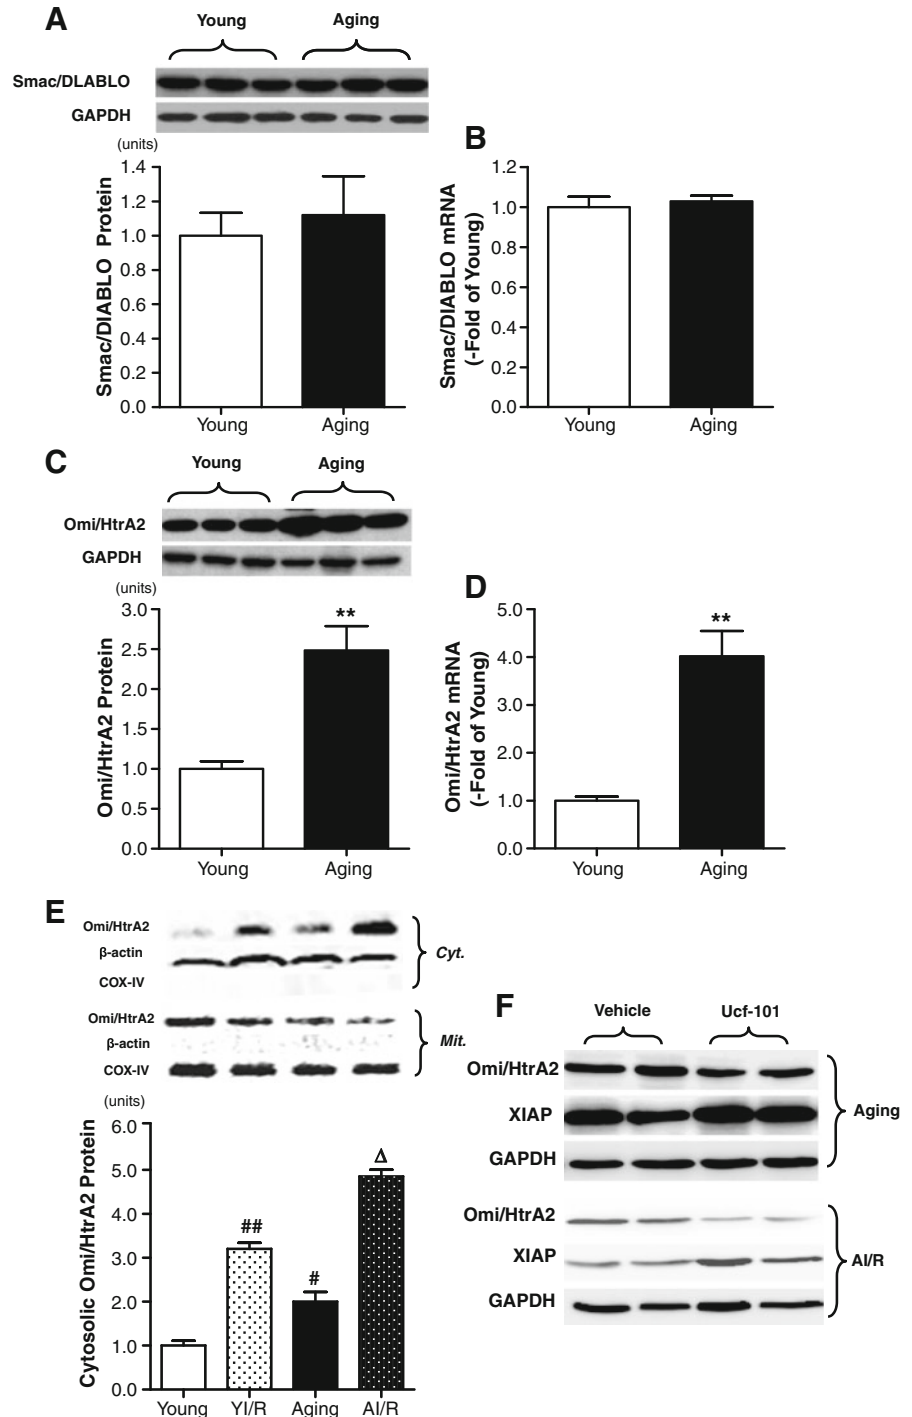 A
Young Aging
Smac/DLABLO
GAPDH
(units)
Smac/DIABLO Protein
1.4
1.2
1.0
0.8
0.6
0.4
0.2
0.0
Young Aging
B
Smac/DIABLO mRNA
(-Fold of Young)
1.2
1.0
0.8
0.6
0.4
0.2
0.0
Young Aging
C
Young Aging
Omi/HtrA2
GAPDH
(units)
Omi/HtrA2 Protein
3.0
2.5
2.0
1.5
1.0
0.5
0.0
**
Young Aging
D
Omi/HtrA2 mRNA
(-Fold of Young)
5.0
4.0
3.0
2.0
1.0
0.0
**
Young Aging
E
Omi/HtrA2
β-actin
COX-IV
Cyt.
Omi/HtrA2
β-actin
COX-IV
Mit.
(units)
Cytosolic Omi/HtrA2 Protein
6.0
5.0
4.0
3.0
2.0
1.0
0.0
##
#
Δ
Young YI/R Aging AI/R
F
Vehicle Ucf-101
Omi/HtrA2
XIAP
GAPDH
Aging
Omi/HtrA2
XIAP
GAPDH
AI/R